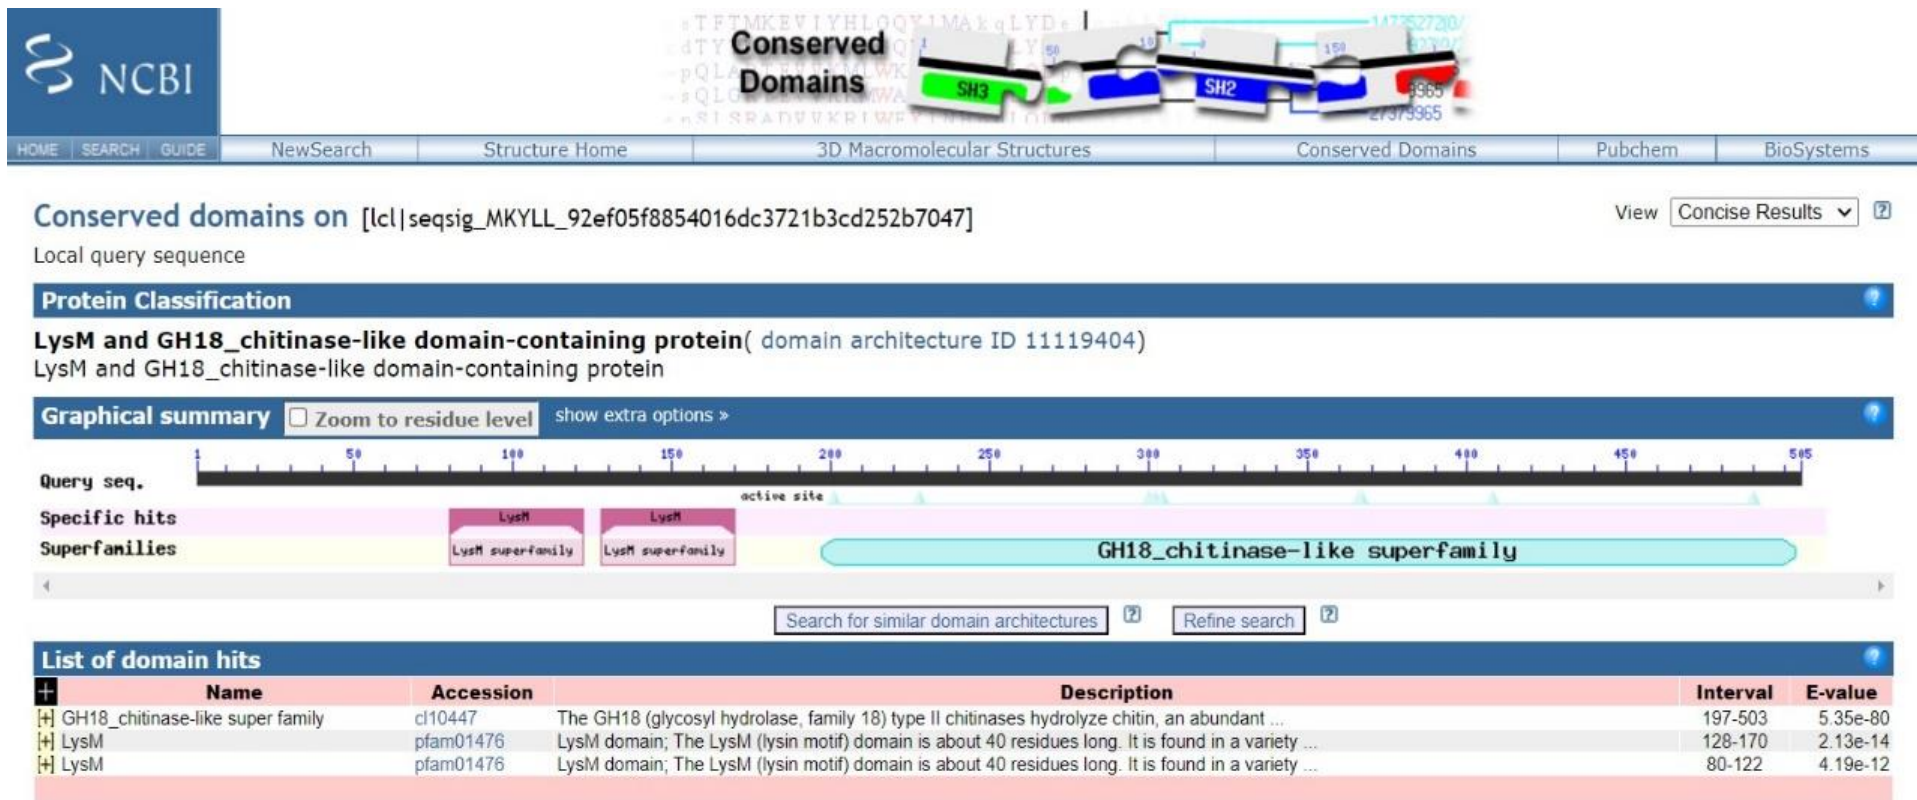 NCBI
Conserved
Domains
SH3
SH2
HOME SEARCH GUIDE NewSearch Structure Home 3D Macromolecular Structures Conserved Domains Pubchem BioSystems
Conserved domains on [lcl|seqsig_MKYLL_92ef05f8854016dc3721b3cd252b7047]
View Concise Results ?
Local query sequence
Protein Classification ?
LysM and GH18_chitinase-like domain-containing protein( domain architecture ID 11119404)
LysM and GH18_chitinase-like domain-containing protein
Graphical summary Zoom to residue level show extra options » ?
1 50 100 150 200 250 300 350 400 450 505
Query seq.
active site
Specific hits LysM LysM
Superfamilies LysM superfamily LysM superfamily GH18_chitinase-like superfamily
Search for similar domain architectures ? Refine search ?
List of domain hits ?
+ Name Accession Description Interval E-value
[+] GH18_chitinase-like super family cl10447 The GH18 (glycosyl hydrolase, family 18) type II chitinases hydrolyze chitin, an abundant ... 197-503 5.35e-80
[+] LysM pfam01476 LysM domain; The LysM (lysin motif) domain is about 40 residues long. It is found in a variety ... 128-170 2.13e-14
[+] LysM pfam01476 LysM domain; The LysM (lysin motif) domain is about 40 residues long. It is found in a variety ... 80-122 4.19e-12